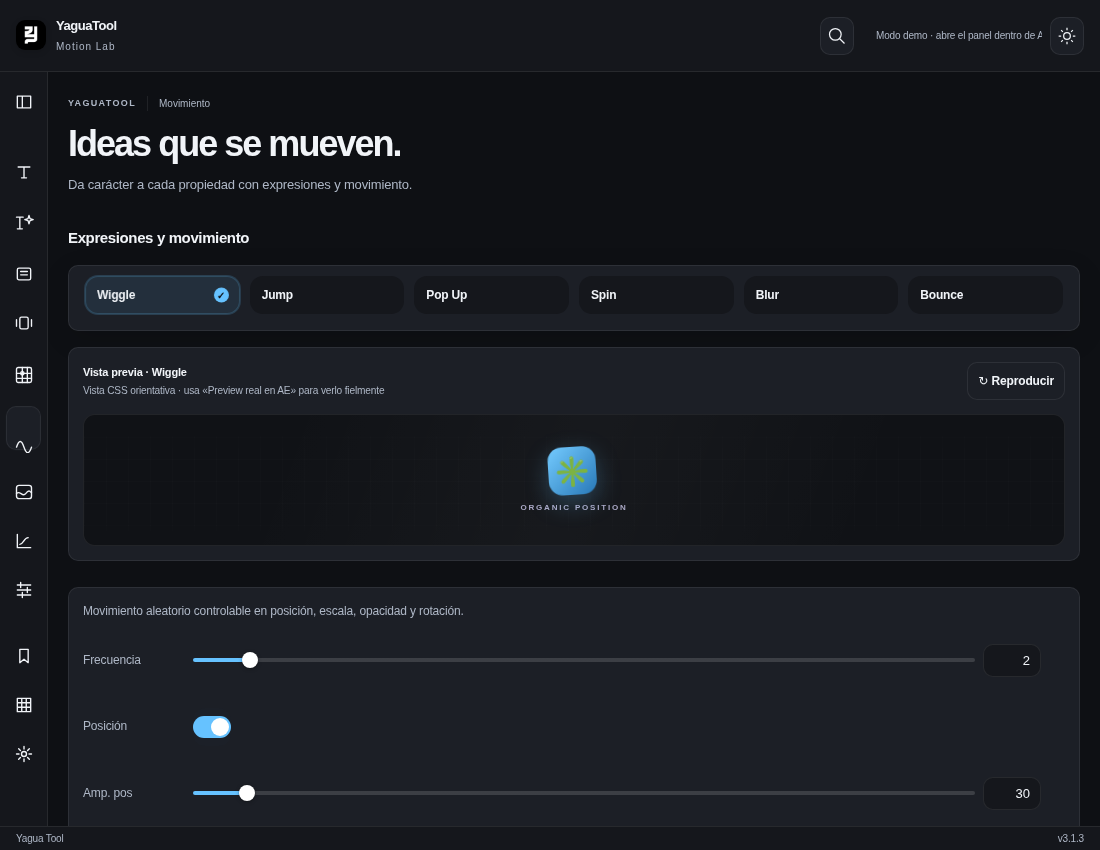 YaguaTool
Motion Lab
Modo demo · abre el panel dentro de
YAGUATOOL
Movimiento
Ideas que se mueven.
Da carácter a cada propiedad con expresiones y movimiento.
Expresiones y movimiento
Wiggle
Jump
Pop Up
Spin
Blur
Bounce
Vista previa · Wiggle
Vista CSS orientativa · usa «Preview real en AE» para verlo fielmente
↻ Reproducir
ORGANIC POSITION
Movimiento aleatorio controlable en posición, escala, opacidad y rotación.
Frecuencia
2
Posición
Amp. pos
30
Yagua Tool
v3.1.3